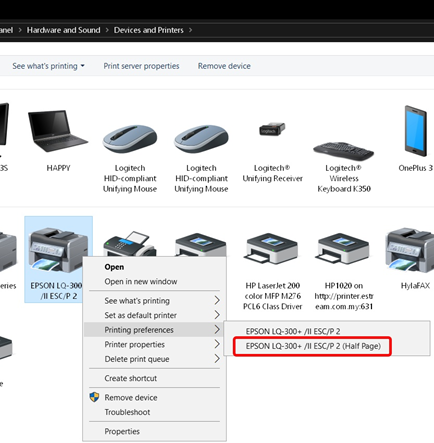 anel › Hardware and Sound › Devices and Printers ›
See what's printing Print server properties Remove device
3S
HAPPY
Logitech
HID-compliant
Unifying Mouse
Logitech
HID-compliant
Unifying Mouse
Logitech®
Unifying Receiver
Logitech®
Wireless
Keyboard K350
OnePlus 3
eries
EPSON LQ-300+
/II ESC/P 2
HP LaserJet 200
color MFP M276
PCL6 Class Driver
HP1020 on
http://printer.est
ream.com.my:631
HylaFAX
Open
Open in new window
See what's printing
Set as default printer
Printing preferences
Printer properties
Delete print queue
Create shortcut
Remove device
Troubleshoot
Properties
EPSON LQ-300+ /II ESC/P 2
EPSON LQ-300+ /II ESC/P 2 (Half Page)